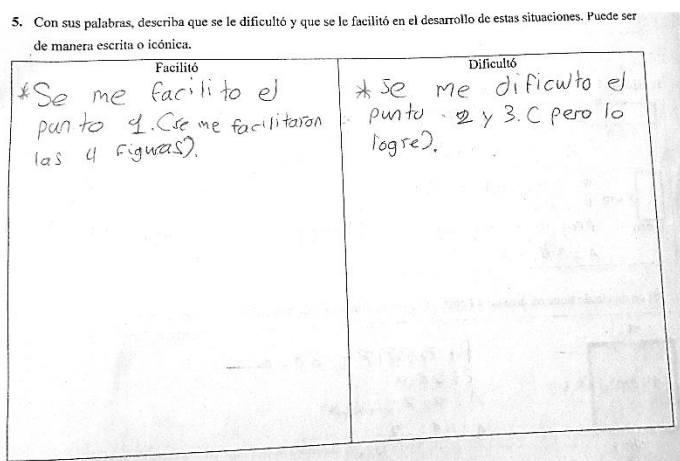 5. Con sus palabras, describa que se le dificultó y que se le facilitó en el desarrollo de estas situaciones. Puede ser
de manera escrita o icónica.
Facilitó
*Se me facilito el
punto 1. (se me facilitaron
las 4 figuras).
Dificultó
* se me dificulto el
punto 2 y 3. ( pero lo
logre).